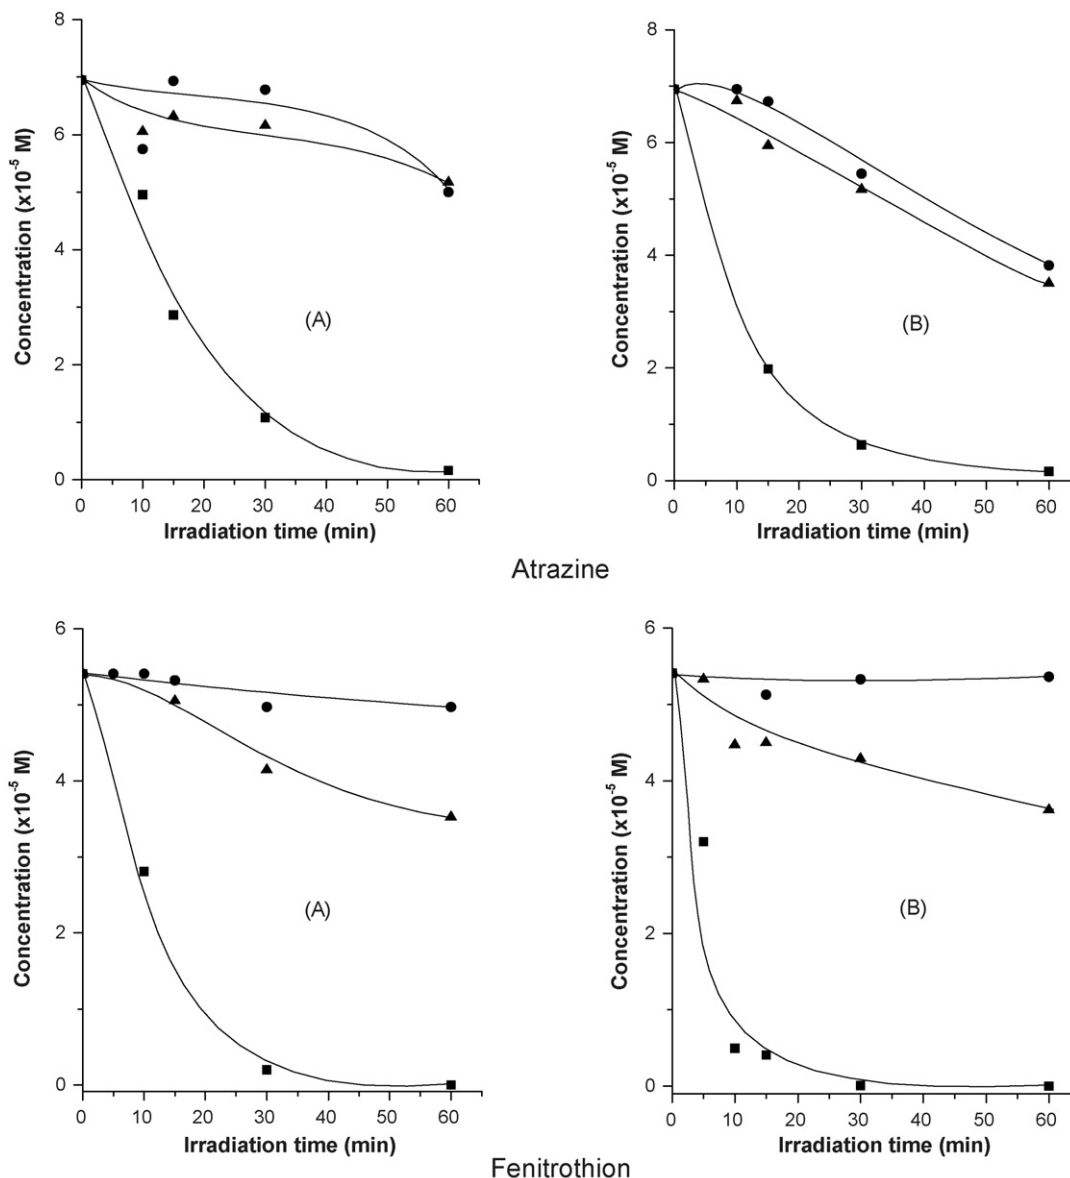 8
6
4
2
0
Concentration (x10⁻⁵ M)
(A)
0 10 20 30 40 50 60
Irradiation time (min)
8
6
4
2
0
Concentration (x10⁻⁵ M)
(B)
0 10 20 30 40 50 60
Irradiation time (min)
Atrazine
6
4
2
0
Concentration (x10⁻⁵ M)
(A)
0 10 20 30 40 50 60
Irradiation time (min)
6
4
2
0
Concentration (x10⁻⁵ M)
(B)
0 10 20 30 40 50 60
Irradiation time (min)
Fenitrothion